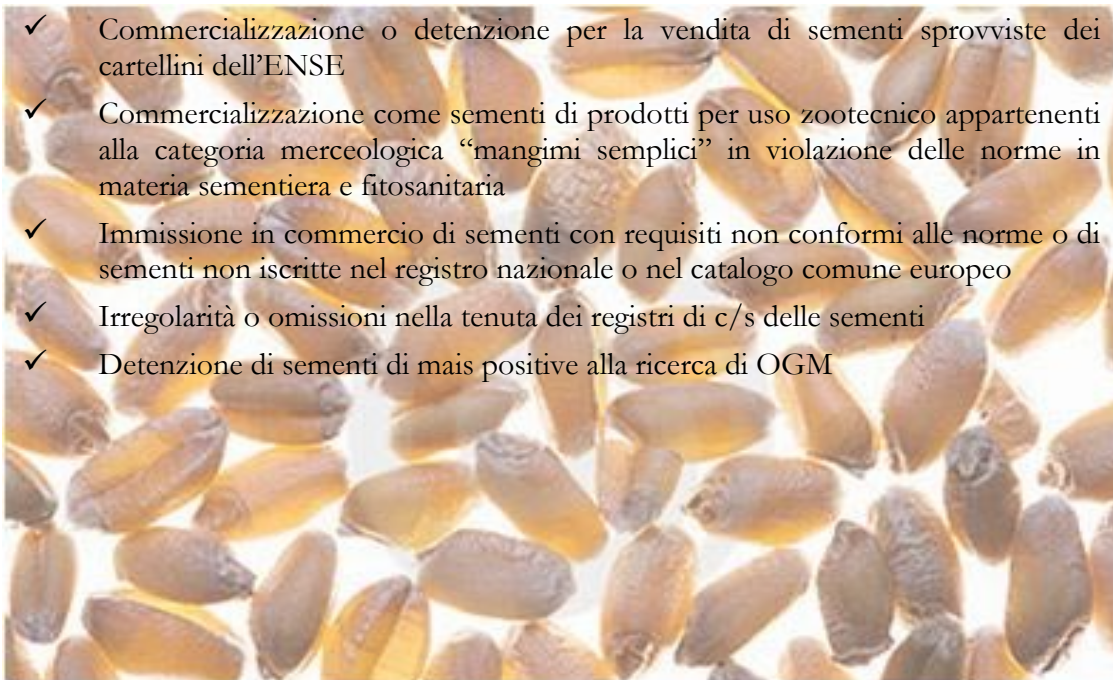 ✓ Commercializzazione o detenzione per la vendita di sementi sprovviste dei
cartellini dell’ENSE
✓ Commercializzazione come sementi di prodotti per uso zootecnico appartenenti
alla categoria merceologica “mangimi semplici” in violazione delle norme in
materia sementiera e fitosanitaria
✓ Immissione in commercio di sementi con requisiti non conformi alle norme o di
sementi non iscritte nel registro nazionale o nel catalogo comune europeo
✓ Irregolarità o omissioni nella tenuta dei registri di c/s delle sementi
✓ Detenzione di sementi di mais positive alla ricerca di OGM